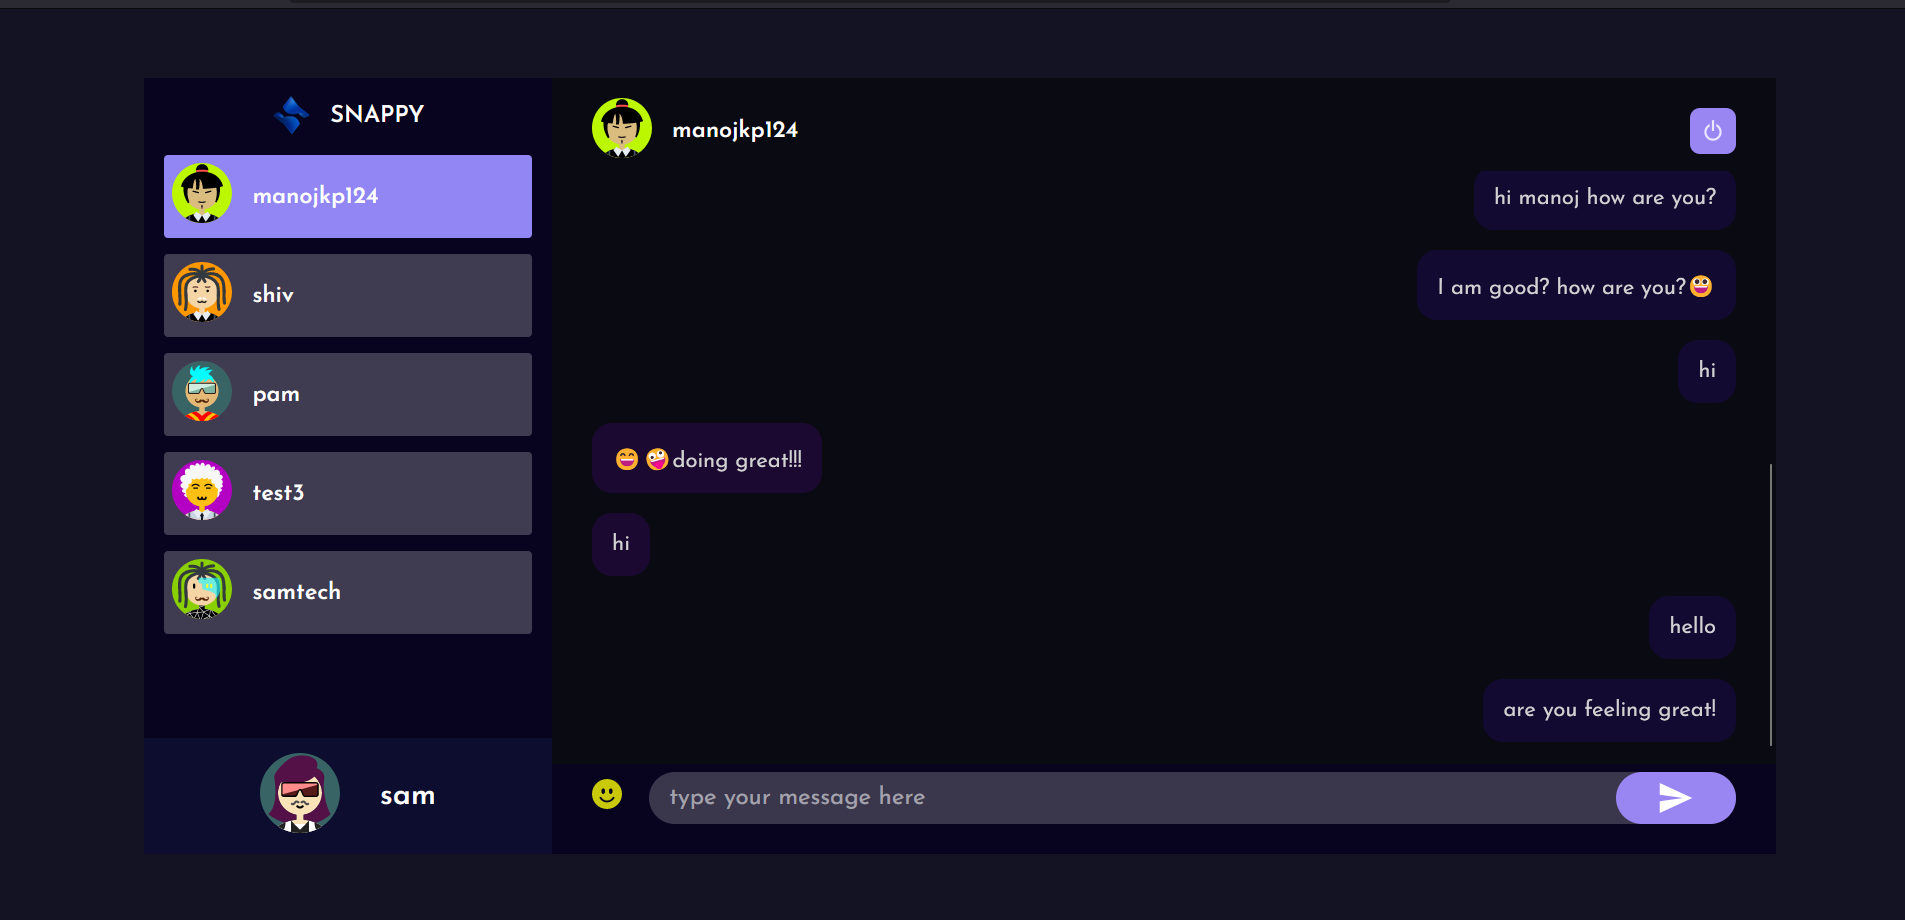 SNAPPY
manojkp124
shiv
pam
test3
samtech
sam
manojkp124
hi manoj how are you?
I am good? how are you?😀
hi
😄 🤪doing great!!!
hi
hello
are you feeling great!
type your message here